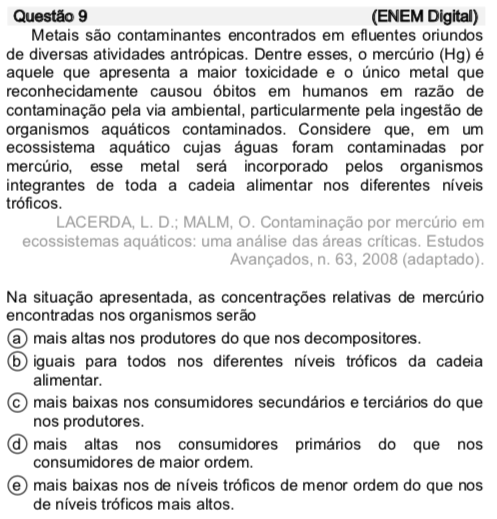 Questão 9 (ENEM Digital)
Metais são contaminantes encontrados em efluentes oriundos
de diversas atividades antrópicas. Dentre esses, o mercúrio (Hg) é
aquele que apresenta a maior toxicidade e o único metal que
reconhecidamente causou óbitos em humanos em razão de
contaminação pela via ambiental, particularmente pela ingestão de
organismos aquáticos contaminados. Considere que, em um
ecossistema aquático cujas águas foram contaminadas por
mercúrio, esse metal será incorporado pelos organismos
integrantes de toda a cadeia alimentar nos diferentes níveis
tróficos.
LACERDA, L. D.; MALM, O. Contaminação por mercúrio em
ecossistemas aquáticos: uma análise das áreas críticas. Estudos
Avançados, n. 63, 2008 (adaptado).
Na situação apresentada, as concentrações relativas de mercúrio
encontradas nos organismos serão
a mais altas nos produtores do que nos decompositores.
b iguais para todos nos diferentes níveis tróficos da cadeia
alimentar.
c mais baixas nos consumidores secundários e terciários do que
nos produtores.
d mais altas nos consumidores primários do que nos
consumidores de maior ordem.
e mais baixas nos de níveis tróficos de menor ordem do que nos
de níveis tróficos mais altos.